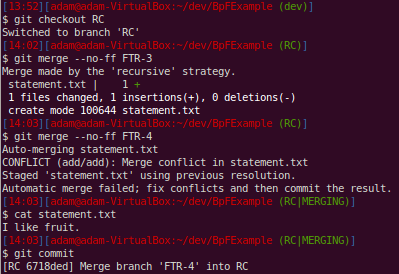 [13:52][adam@adam-VirtualBox:~/dev/BpFExample (dev)]
$ git checkout RC
Switched to branch 'RC'
[14:02][adam@adam-VirtualBox:~/dev/BpFExample (RC)]
$ git merge --no-ff FTR-3
Merge made by the 'recursive' strategy.
 statement.txt |    1 +
 1 files changed, 1 insertions(+), 0 deletions(-)
 create mode 100644 statement.txt
[14:03][adam@adam-VirtualBox:~/dev/BpFExample (RC)]
$ git merge --no-ff FTR-4
Auto-merging statement.txt
CONFLICT (add/add): Merge conflict in statement.txt
Staged 'statement.txt' using previous resolution.
Automatic merge failed; fix conflicts and then commit the result.
[14:03][adam@adam-VirtualBox:~/dev/BpFExample (RC|MERGING)]
$ cat statement.txt
I like fruit.
[14:03][adam@adam-VirtualBox:~/dev/BpFExample (RC|MERGING)]
$ git commit
[RC 6718ded] Merge branch 'FTR-4' into RC